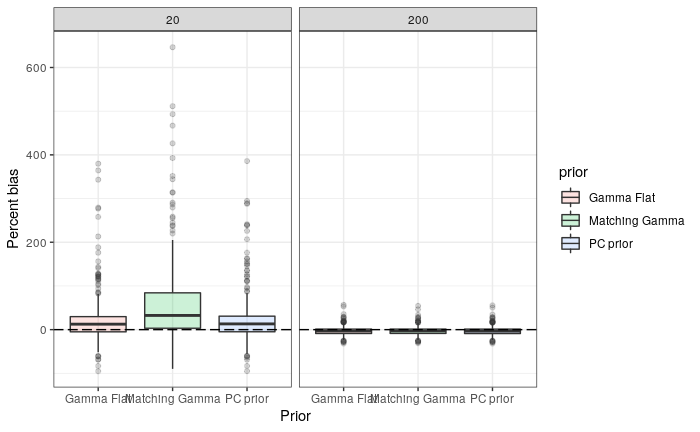 20
200
600
400
200
0
Percent bias
Gamma Flat
Matching Gamma
PC prior
Gamma Flat
Matching Gamma
PC prior
Prior
prior
Gamma Flat
Matching Gamma
PC prior